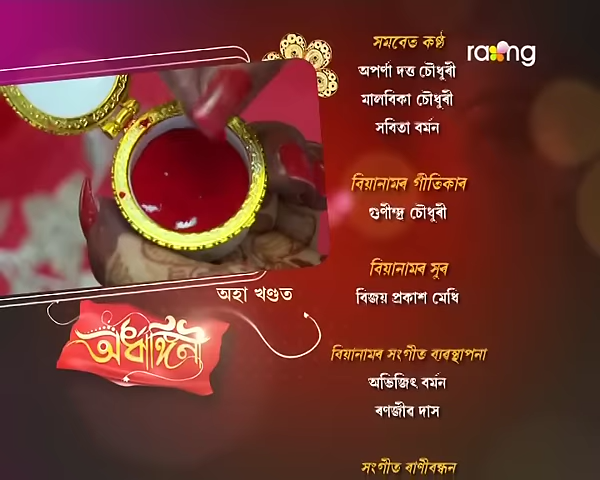 সমবেত কণ্ঠ
rang
অপৰ্ণা দত্ত চৌধুৰী
মালবিকা চৌধুৰী
সবিতা বৰ্মন
বিয়ানামৰ গীতিকাৰ
গুণীন্দ্ৰ চৌধুৰী
বিয়ানামৰ সুৰ
বিজয় প্ৰকাশ মেধি
অহা খণ্ডত
অৰ্ধাঙ্গিনী
বিয়ানামৰ সংগীত ব্যৱস্থাপনা
অভিজিৎ বৰ্মন
ৰণজীৱ দাস
সংগীত বাণীবন্ধন